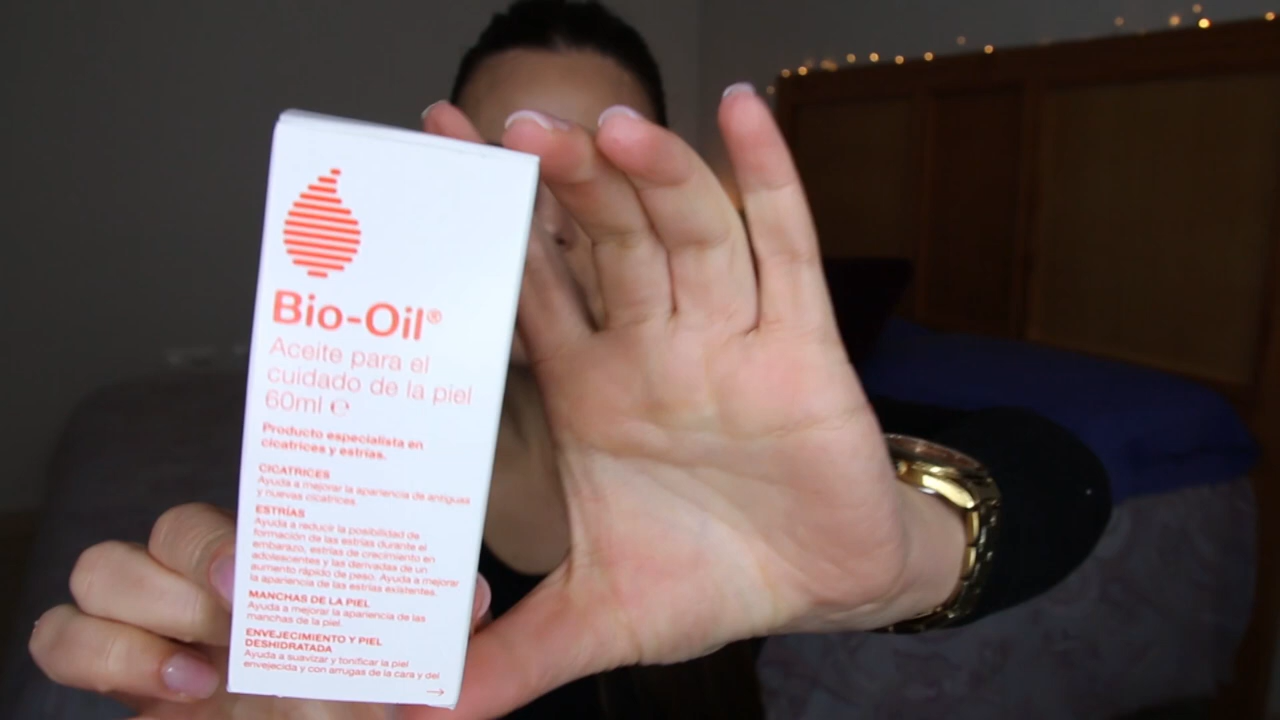 Bio-Oil®
Aceite para el
cuidado de la piel
60ml ℮
Producto especialista en
cicatrices y estrías.
CICATRICES
Ayuda a mejorar la apariencia de antiguas
y nuevas cicatrices.
ESTRÍAS
Ayuda a reducir la posibilidad de
formación de las estrías durante el
embarazo, estrías de crecimiento en
adolescentes y las derivadas de un
aumento rápido de peso. Ayuda a mejorar
la apariencia de las estrías existentes.
MANCHAS DE LA PIEL
Ayuda a mejorar la apariencia de las
manchas de la piel.
ENVEJECIMIENTO Y PIEL
DESHIDRATADA
Ayuda a suavizar y tonificar la piel
envejecida y con arrugas de la cara y del